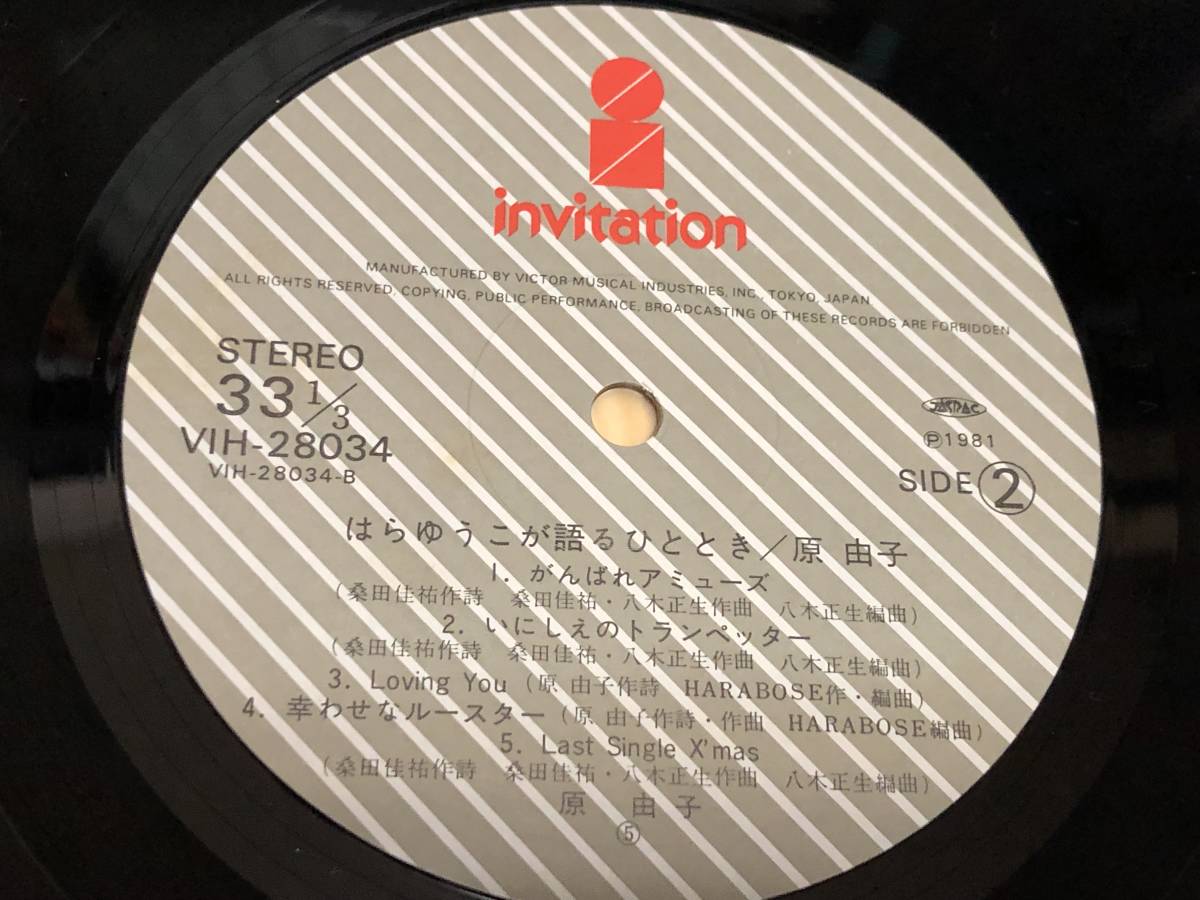 invitation
MANUFACTURED BY VICTOR MUSICAL INDUSTRIES, INC., TOKYO, JAPAN
ALL RIGHTS RESERVED, COPYING, PUBLIC PERFORMANCE, BROADCASTING OF THESE RECORDS ARE FORBIDDEN
STEREO
33 1/3
VIH-28034
VIH-28034-B
JASRAC
Ⓟ1981
SIDE ②
はらゆうこが語るひととき／原 由子
1. がんばれアミューズ
（桑田佳祐作詩 桑田佳祐・八木正生作曲 八木正生編曲）
2. いにしえのトランペッター
（桑田佳祐作詩 桑田佳祐・八木正生作曲 八木正生編曲）
3. Loving You（原 由子作詩 HARABOSE作・編曲）
4. 幸わせなルースター（原 由子作詩・作曲 HARABOSE編曲）
5. Last Single X'mas
（桑田佳祐作詩 桑田佳祐・八木正生作曲 八木正生編曲）
原 由子
⑤